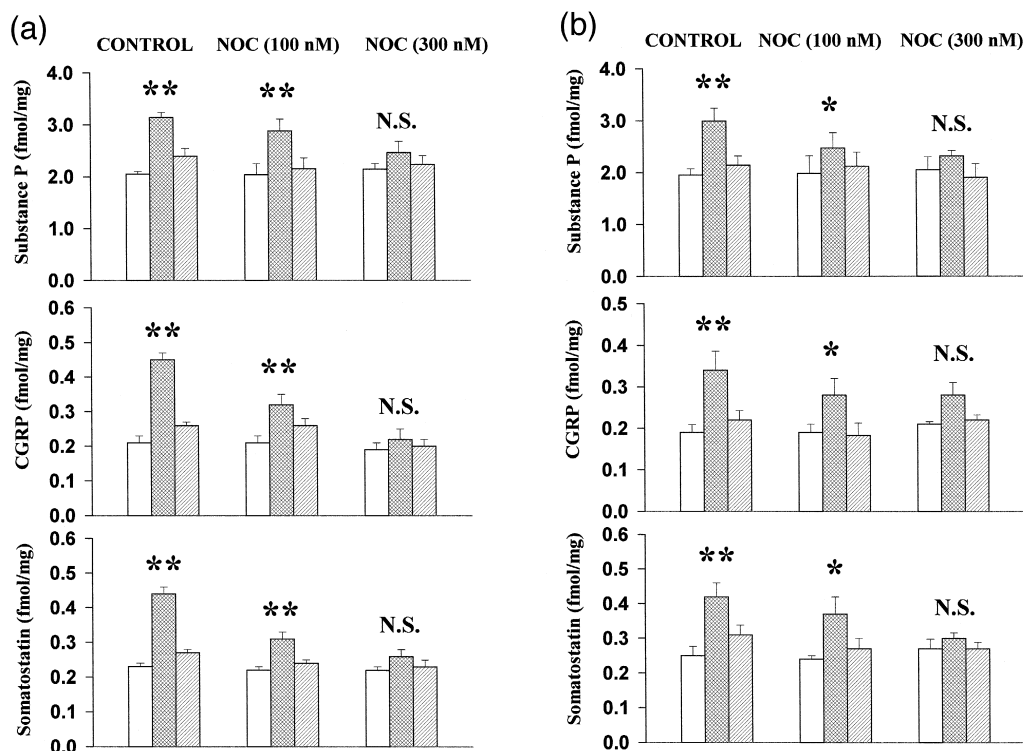 (a)
CONTROL NOC (100 nM) NOC (300 nM)
Substance P (fmol/mg)
4.0
3.0
2.0
1.0
0.0
** ** N.S.
CGRP (fmol/mg)
0.6
0.5
0.4
0.3
0.2
0.1
0.0
** ** N.S.
Somatostatin (fmol/mg)
0.6
0.5
0.4
0.3
0.2
0.1
0.0
** ** N.S.
(b)
CONTROL NOC (100 nM) NOC (300 nM)
Substance P (fmol/mg)
4.0
3.0
2.0
1.0
0.0
** * N.S.
CGRP (fmol/mg)
0.5
0.4
0.3
0.2
0.1
0.0
** * N.S.
Somatostatin (fmol/mg)
0.6
0.5
0.4
0.3
0.2
0.1
0.0
** * N.S.